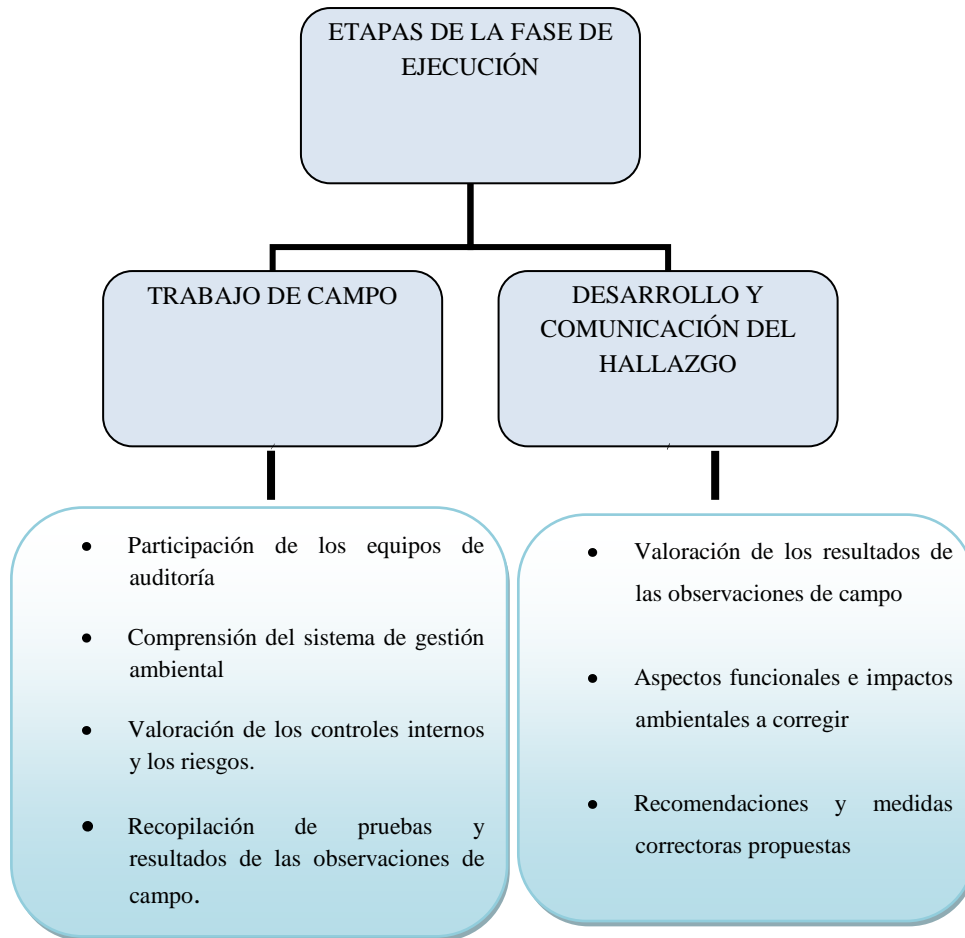 ETAPAS DE LA FASE DE
EJECUCIÓN
TRABAJO DE CAMPO
DESARROLLO Y
COMUNICACIÓN DEL
HALLAZGO
• Participación de los equipos de
auditoría
• Comprensión del sistema de gestión
ambiental
• Valoración de los controles internos
y los riesgos.
• Recopilación de pruebas y
resultados de las observaciones de
campo.
• Valoración de los resultados de
las observaciones de campo
• Aspectos funcionales e impactos
ambientales a corregir
• Recomendaciones y medidas
correctoras propuestas